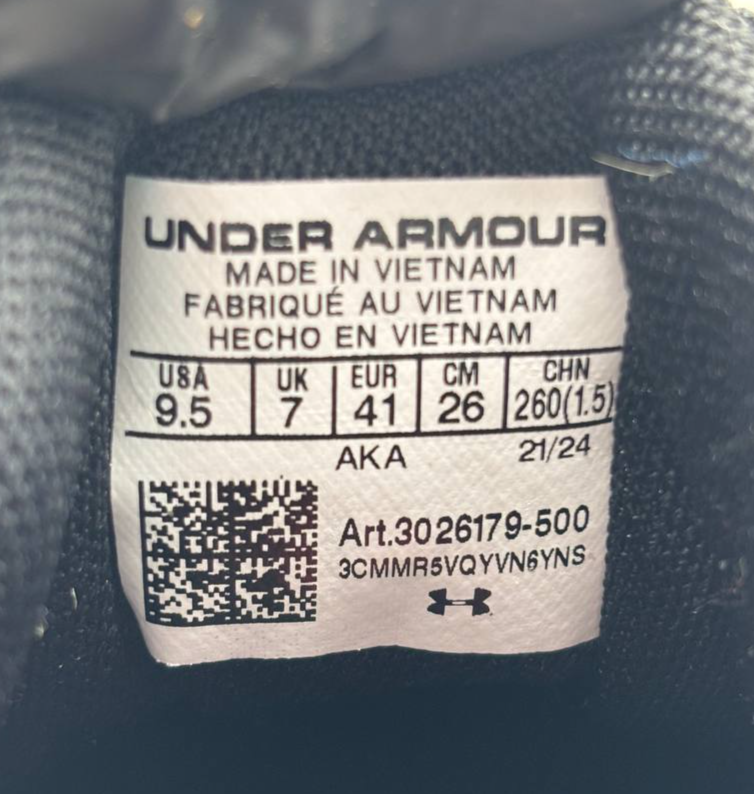 UNDER ARMOUR
MADE IN VIETNAM
FABRIQUÉ AU VIETNAM
HECHO EN VIETNAM
USA UK EUR CM CHN
9.5 7 41 26 260(1.5)
AKA 21/24
Art.3026179-500
3CMMR5VQYVN6YNS